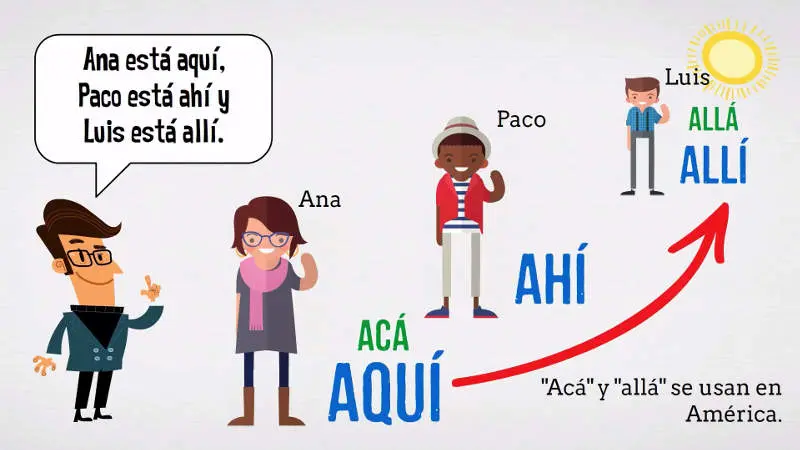 Ana está aquí,
Paco está ahí y
Luis está allí.
Ana
Paco
Luis
ACÁ
AQUÍ
AHÍ
ALLÁ
ALLÍ
"Acá" y "allá" se usan en
América.